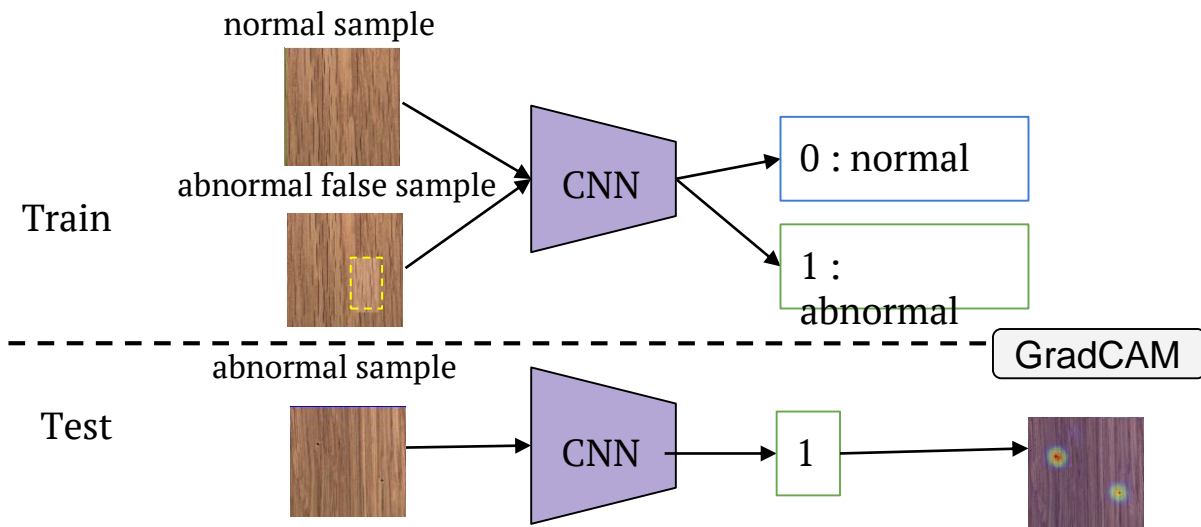 normal sample
abnormal false sample
Train
CNN
0 : normal
1 :
abnormal
GradCAM
abnormal sample
Test
CNN
1